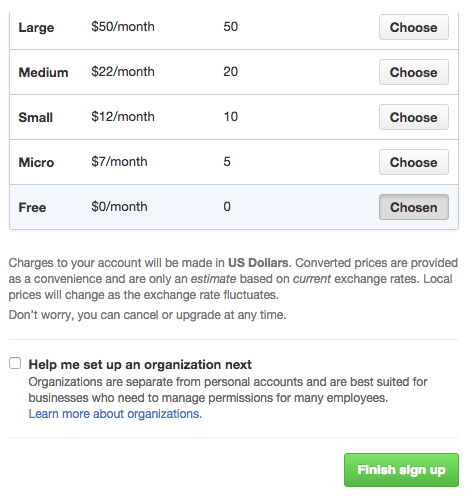 Large $50/month 50 Choose
Medium $22/month 20 Choose
Small $12/month 10 Choose
Micro $7/month 5 Choose
Free $0/month 0 Chosen
Charges to your account will be made in US Dollars. Converted prices are provided
as a convenience and are only an estimate based on current exchange rates. Local
prices will change as the exchange rate fluctuates.
Don't worry, you can cancel or upgrade at any time.
Help me set up an organization next
Organizations are separate from personal accounts and are best suited for
businesses who need to manage permissions for many employees.
Learn more about organizations.
Finish sign up